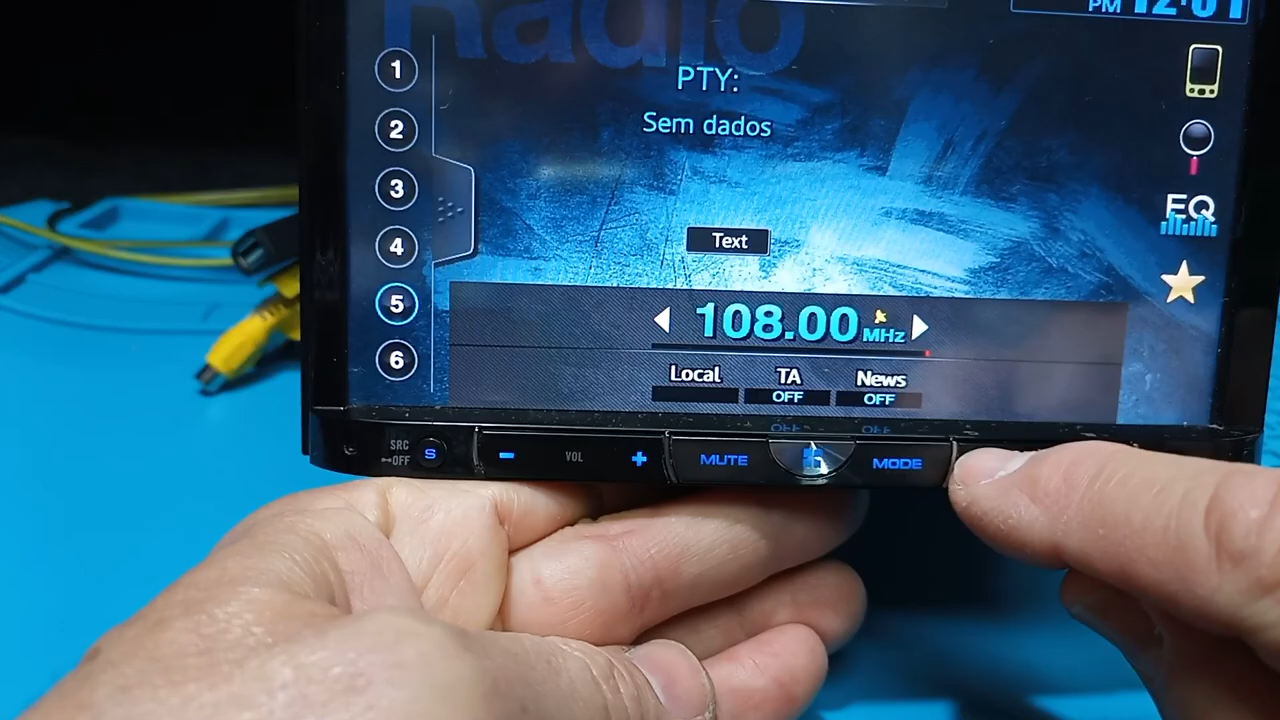 Radio
PM 12:01
1
2
3
4
5
6
PTY:
Sem dados
EQ
Text
108.00 MHz
Local TA News
OFF OFF
SRC
OFF
S
- VOL +
MUTE
MODE